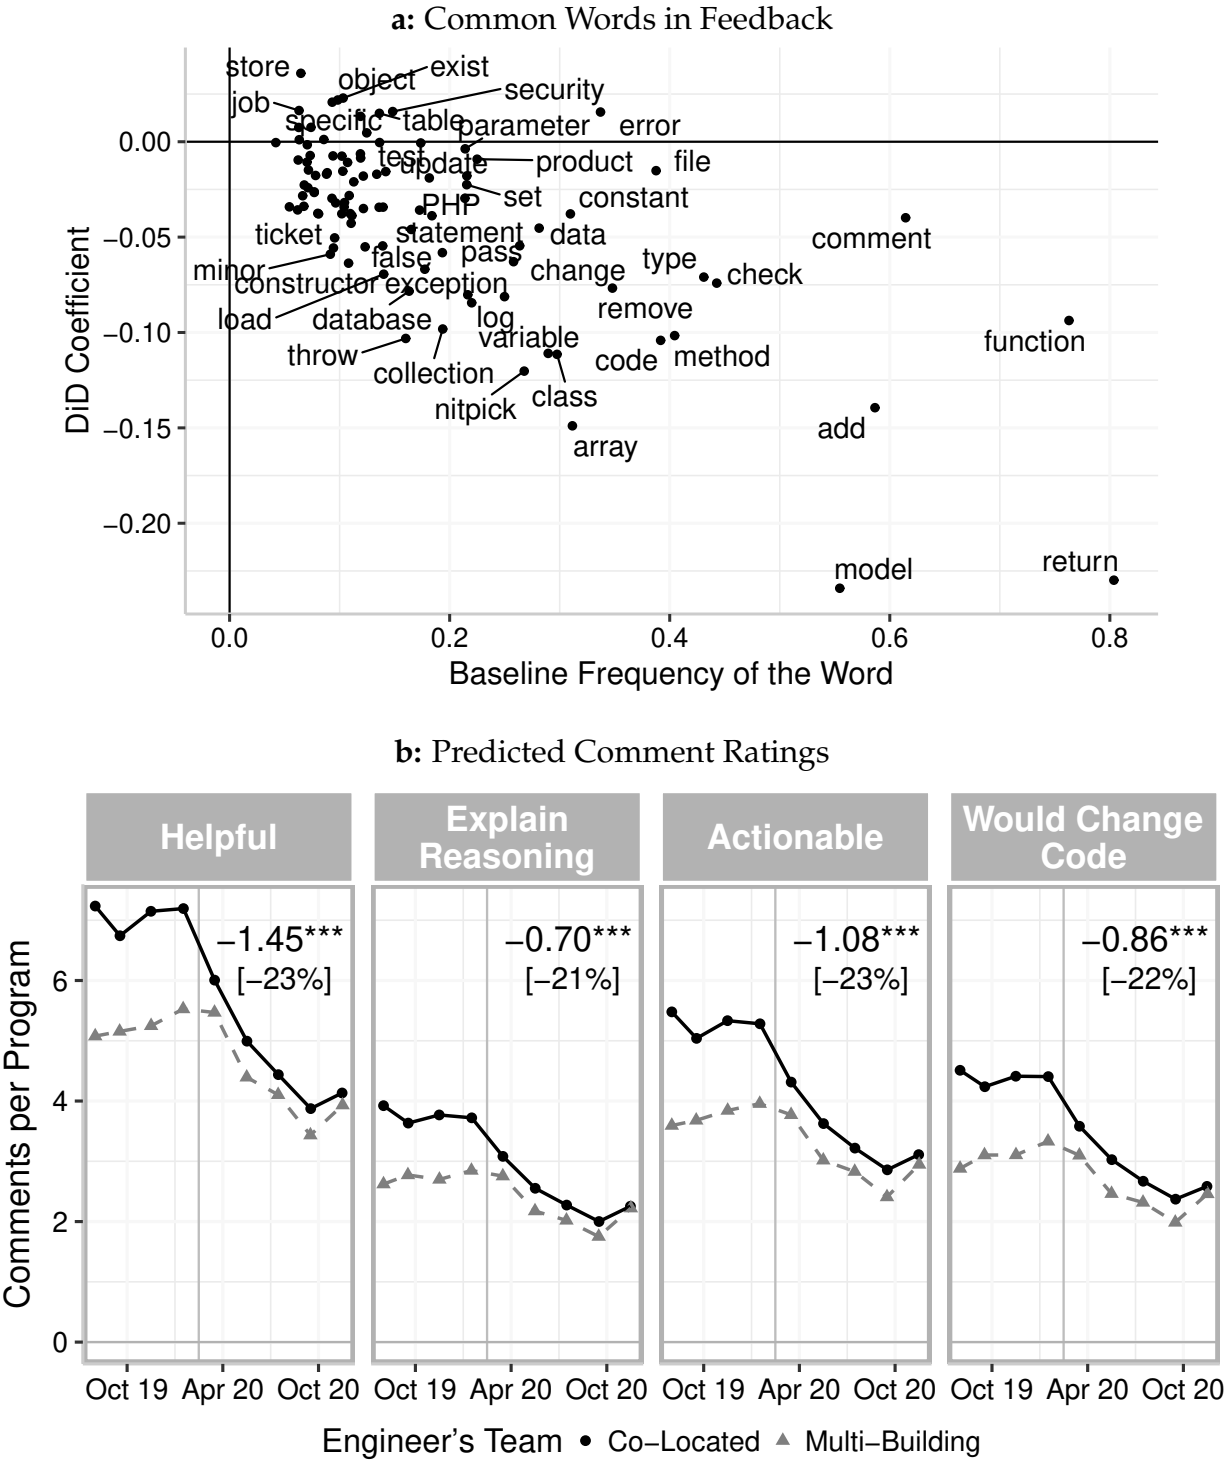 a: Common Words in Feedback
store
object
exist
job
security
specific
table
parameter
error
0.00
test
update
product
file
PHP
set
constant
−0.05
DiD Coefficient
ticket
statement
data
comment
minor
false
pass
change
type
check
constructor
exception
load
database
log
remove
−0.10
throw
variable
code
method
function
collection
nitpick
class
−0.15
array
add
−0.20
model
return
0.0 0.2 0.4 0.6 0.8
Baseline Frequency of the Word
b: Predicted Comment Ratings
Helpful
Explain
Reasoning
Actionable
Would Change
Code
−1.45***
[−23%]
−0.70***
[−21%]
−1.08***
[−23%]
−0.86***
[−22%]
Comments per Program
6
4
2
0
Oct 19 Apr 20 Oct 20
Oct 19 Apr 20 Oct 20
Oct 19 Apr 20 Oct 20
Oct 19 Apr 20 Oct 20
Engineer's Team Co−Located Multi−Building